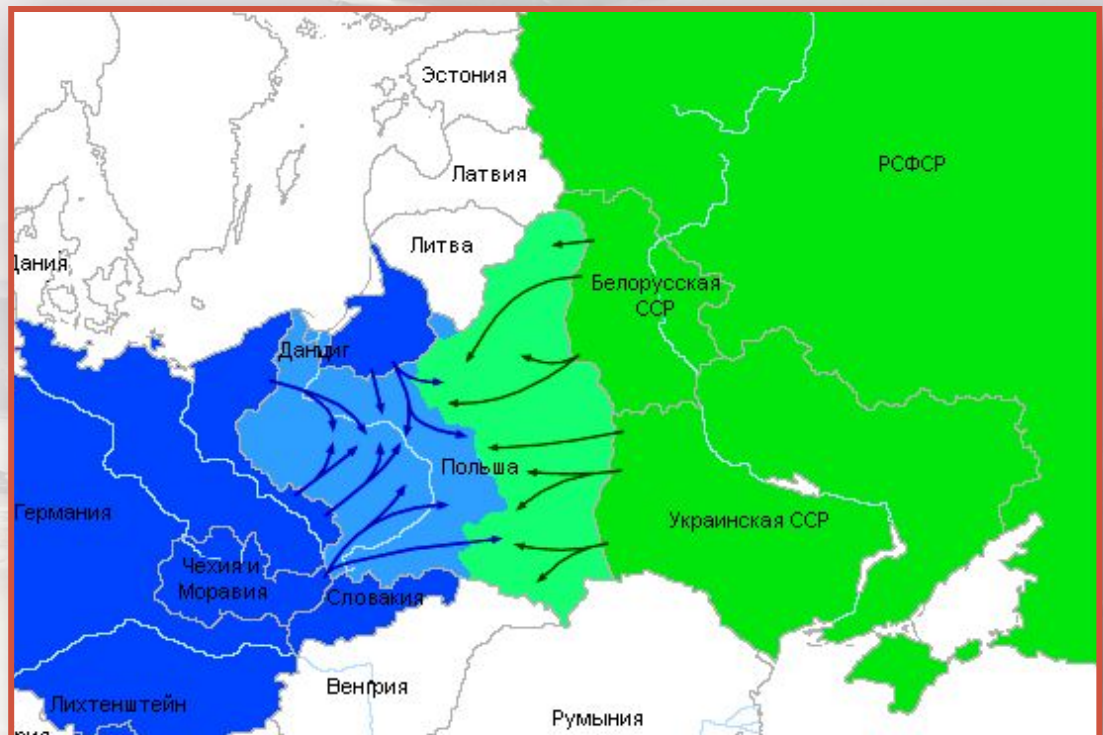 Эстония
РСФСР
Латвия
Литва
Дания
Белорусская
ССР
Данциг
Польша
Германия
Украинская ССР
Чехия и
Моравия
Словакия
Венгрия
Лихтенштейн
Румыния